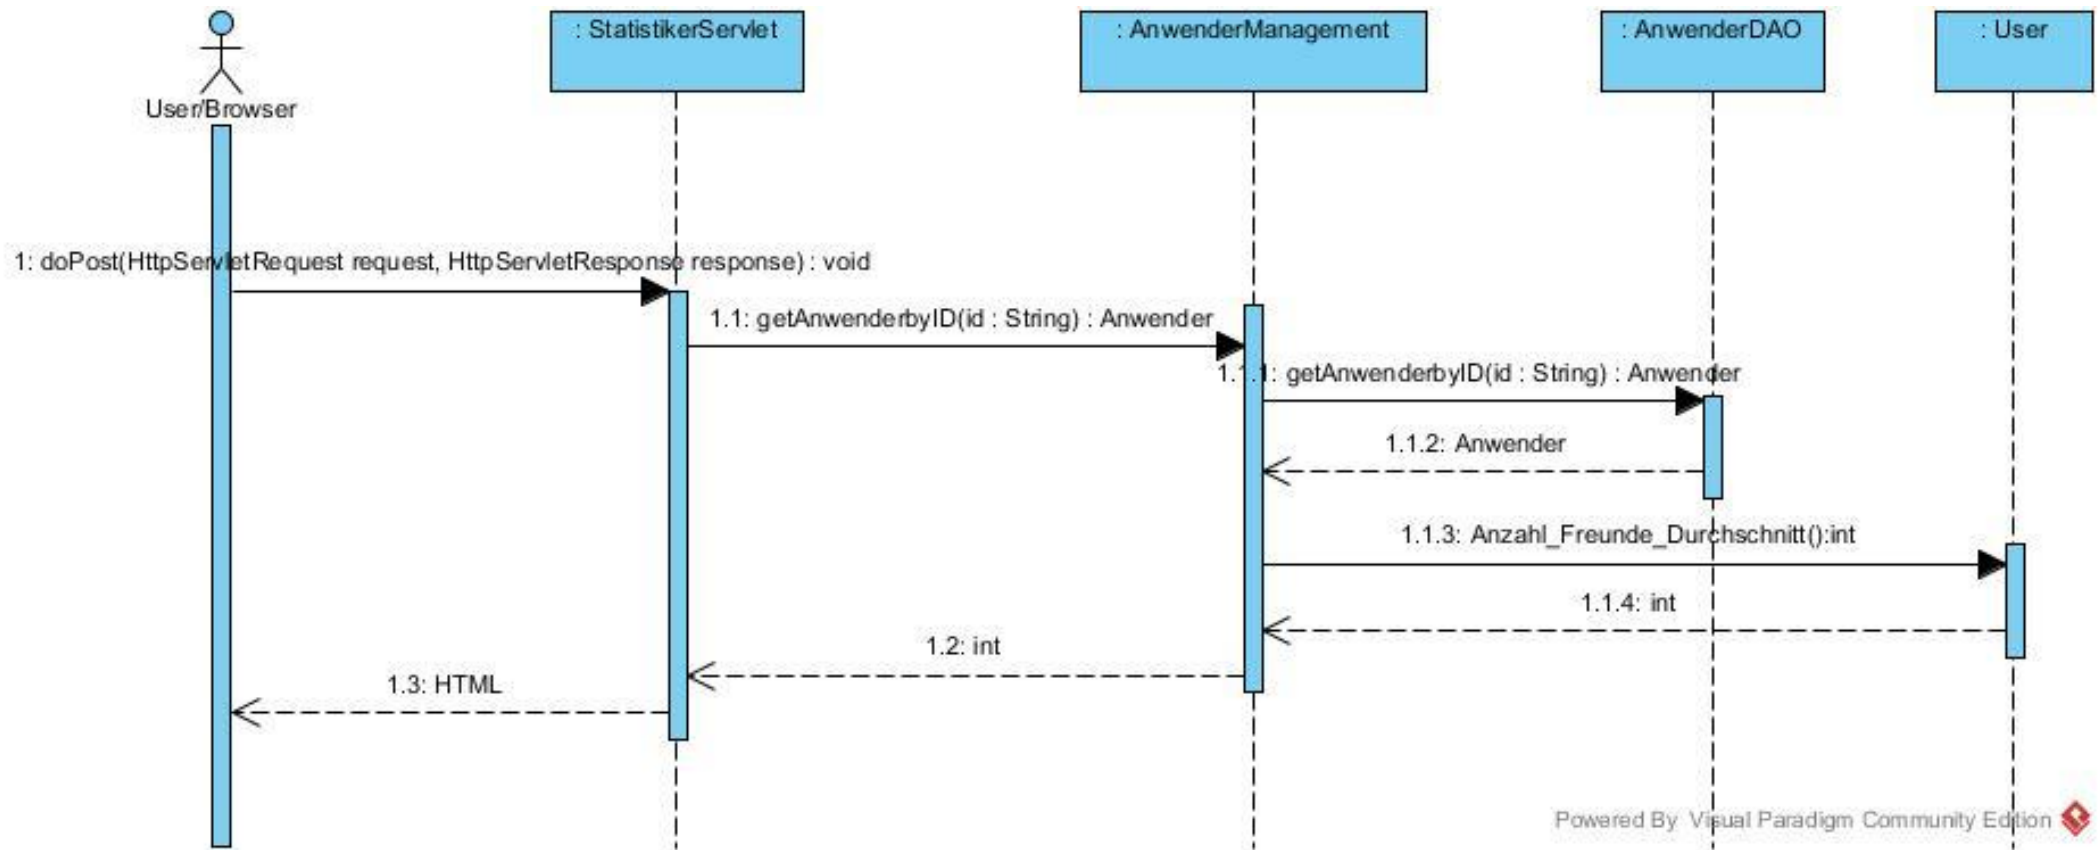 : StatistikerServlet
: AnwenderManagement
: AnwenderDAO
: User
User/Browser
1: doPost(HttpServletRequest request, HttpServletResponse response) : void
1.1: getAnwenderbyID(id : String) : Anwender
1.1.1: getAnwenderbyID(id : String) : Anwender
1.1.2: Anwender
1.1.3: Anzahl_Freunde_Durchschnitt():int
1.1.4: int
1.2: int
1.3: HTML
Powered By Visual Paradigm Community Edition